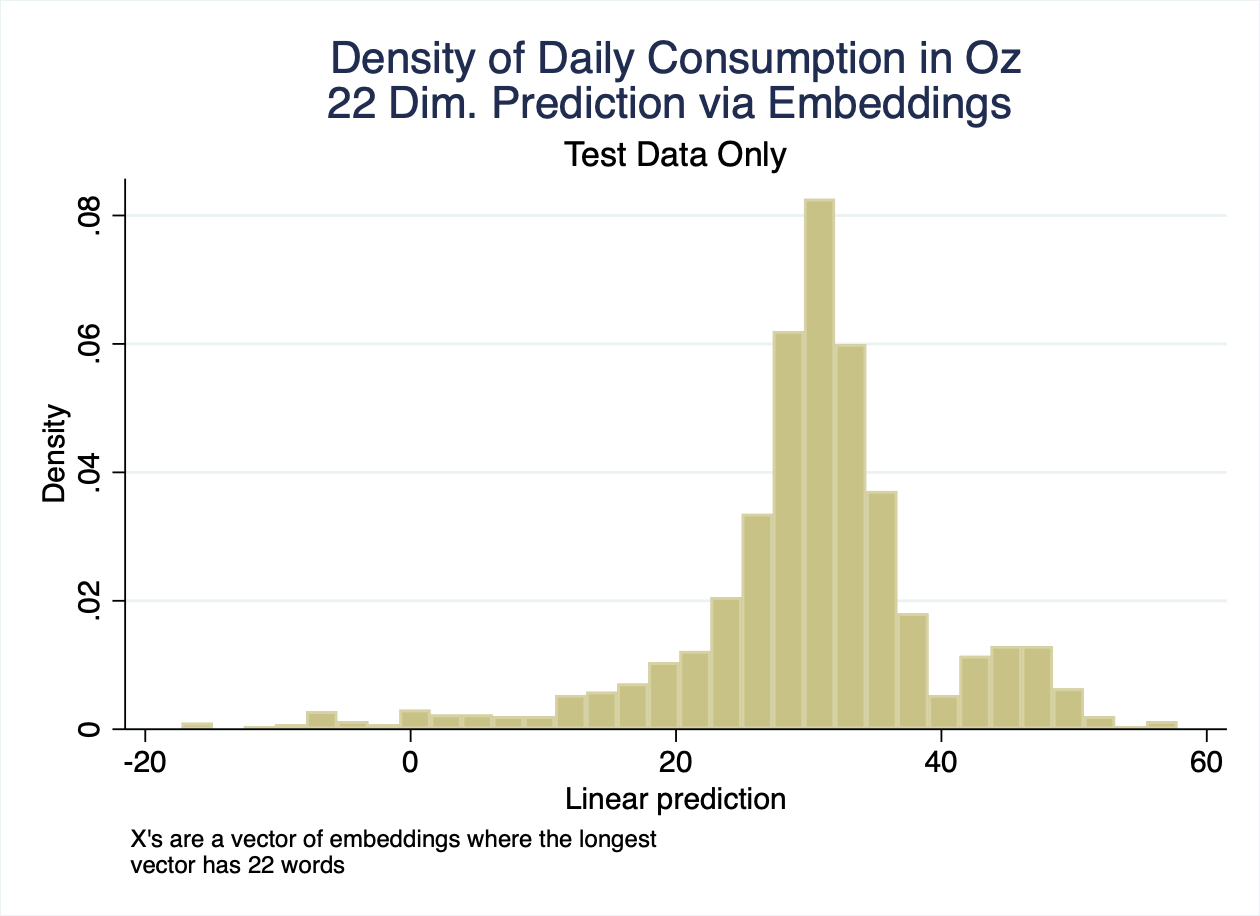 Density of Daily Consumption in Oz
22 Dim. Prediction via Embeddings
Test Data Only
.08
.06
.04
.02
0
Density
-20 0 20 40 60
Linear prediction
X's are a vector of embeddings where the longest
vector has 22 words